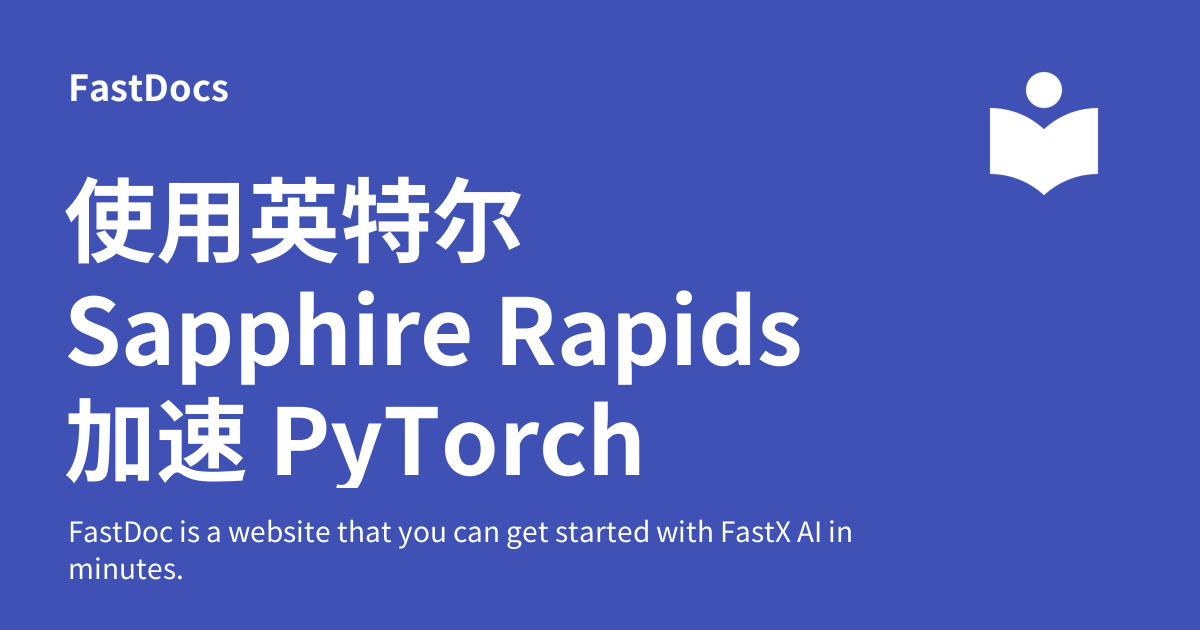 FastDocs
使用英特尔
Sapphire Rapids
加速 PyTorch
FastDoc is a website that you can get started with FastX AI in
minutes.